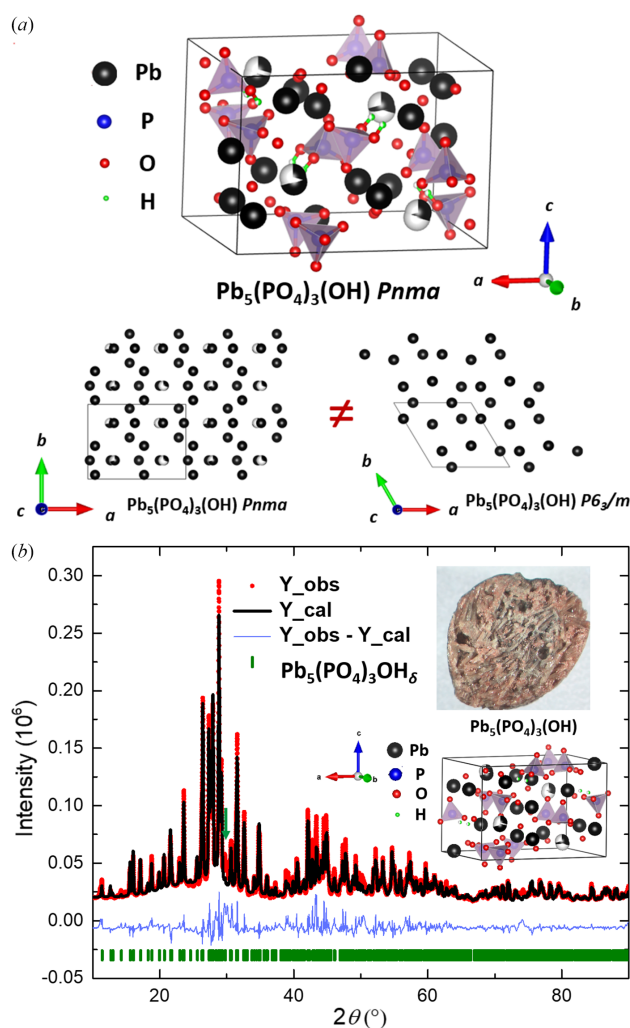 (a)
Pb
P
O
H
Pb5(PO4)3(OH) Pnma
c
a
b
b
c
a
Pb5(PO4)3(OH) Pnma
≠
b
c
a
Pb5(PO4)3(OH) P63/m
(b)
0.30
0.25
0.20
0.15
0.10
0.05
0.00
-0.05
Intensity (10⁶)
Y_obs
Y_cal
Y_obs - Y_cal
Pb5(PO4)3OHδ
Pb5(PO4)3(OH)
c
a
b
Pb
P
O
H
20
40
60
80
2θ (°)